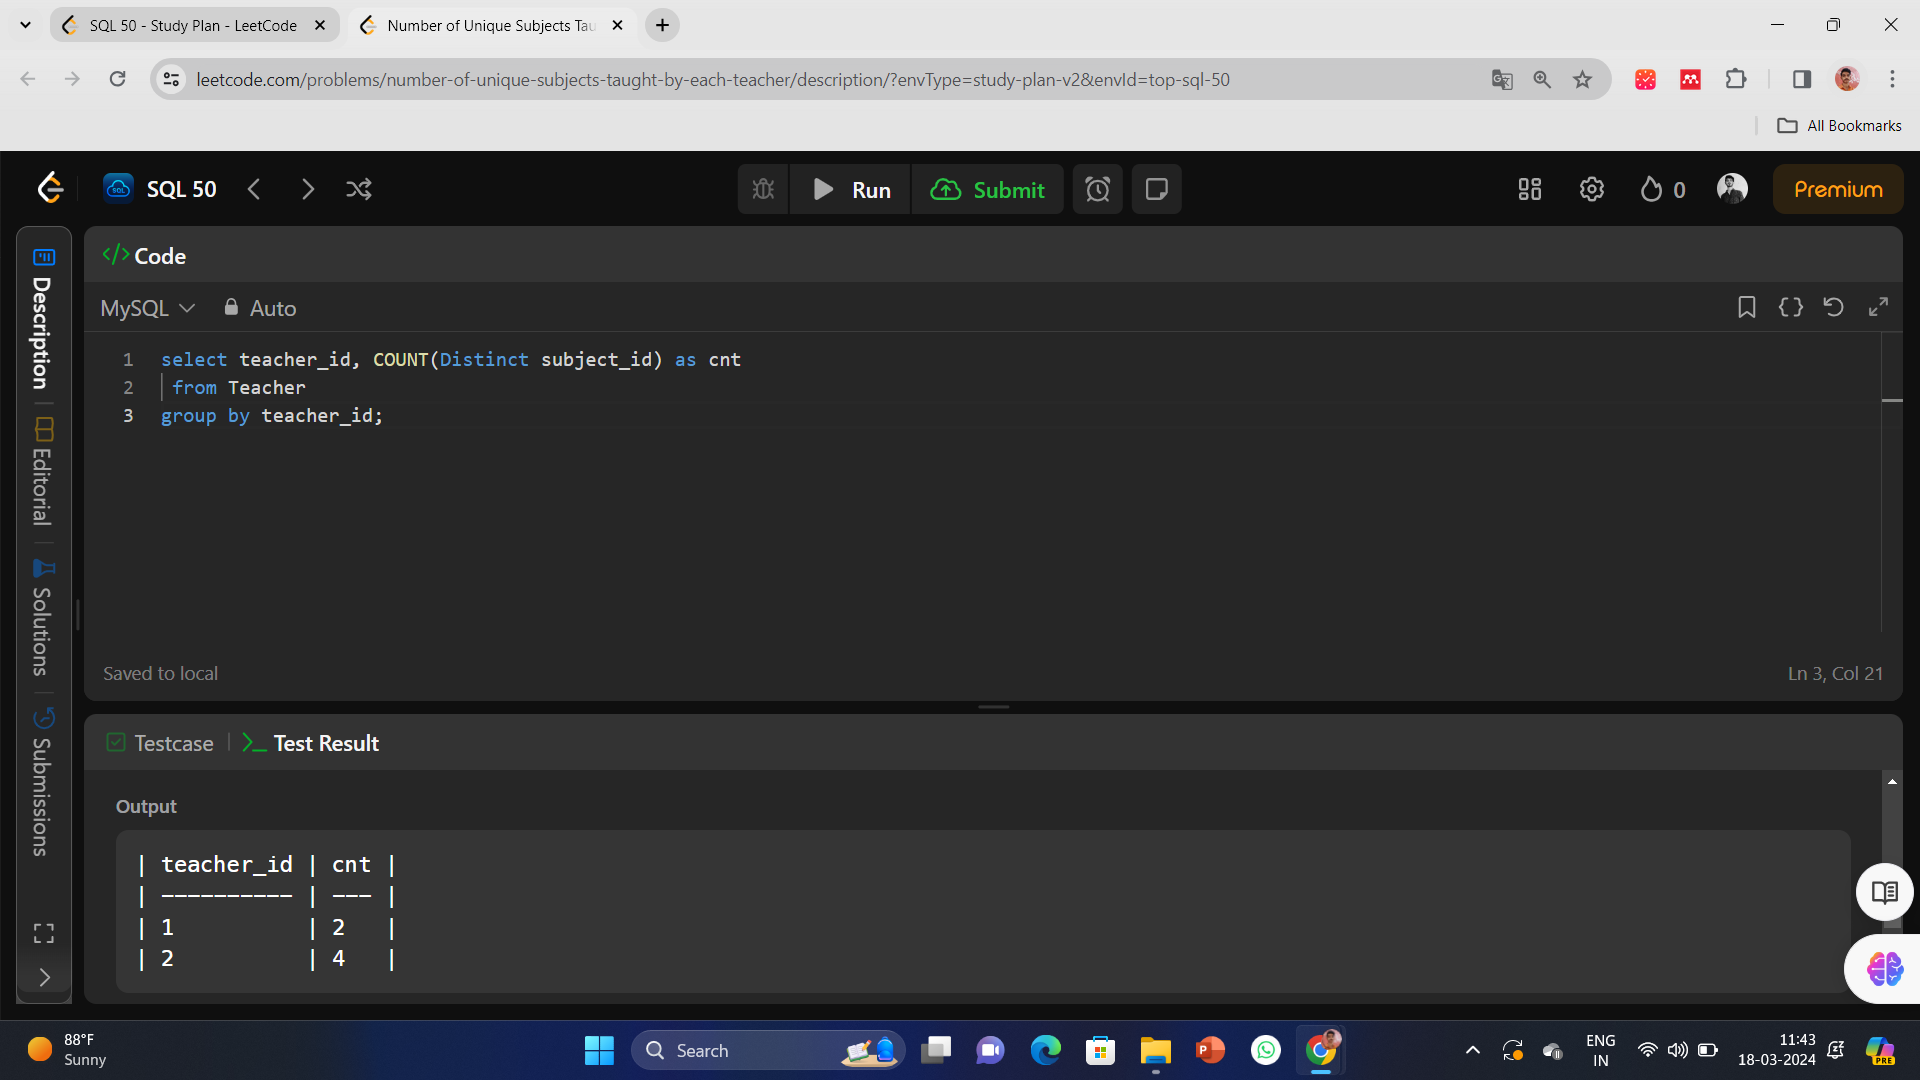 SQL 50 - Study Plan - LeetCode
Number of Unique Subjects Tau
leetcode.com/problems/number-of-unique-subjects-taught-by-each-teacher/description/?envType=study-plan-v2&envId=top-sql-50
All Bookmarks
SQL 50
Run
Submit
0
Premium
Description
Editorial
Solutions
Submissions
Code
MySQL
Auto
1 select teacher_id, COUNT(Distinct subject_id) as cnt
2 from Teacher
3 group by teacher_id;
Saved to local
Ln 3, Col 21
Testcase
Test Result
Output
| teacher_id | cnt |
| ---------- | --- |
| 1 | 2 |
| 2 | 4 |
88°F
Sunny
Search
ENG
IN
11:43
18-03-2024
PRE